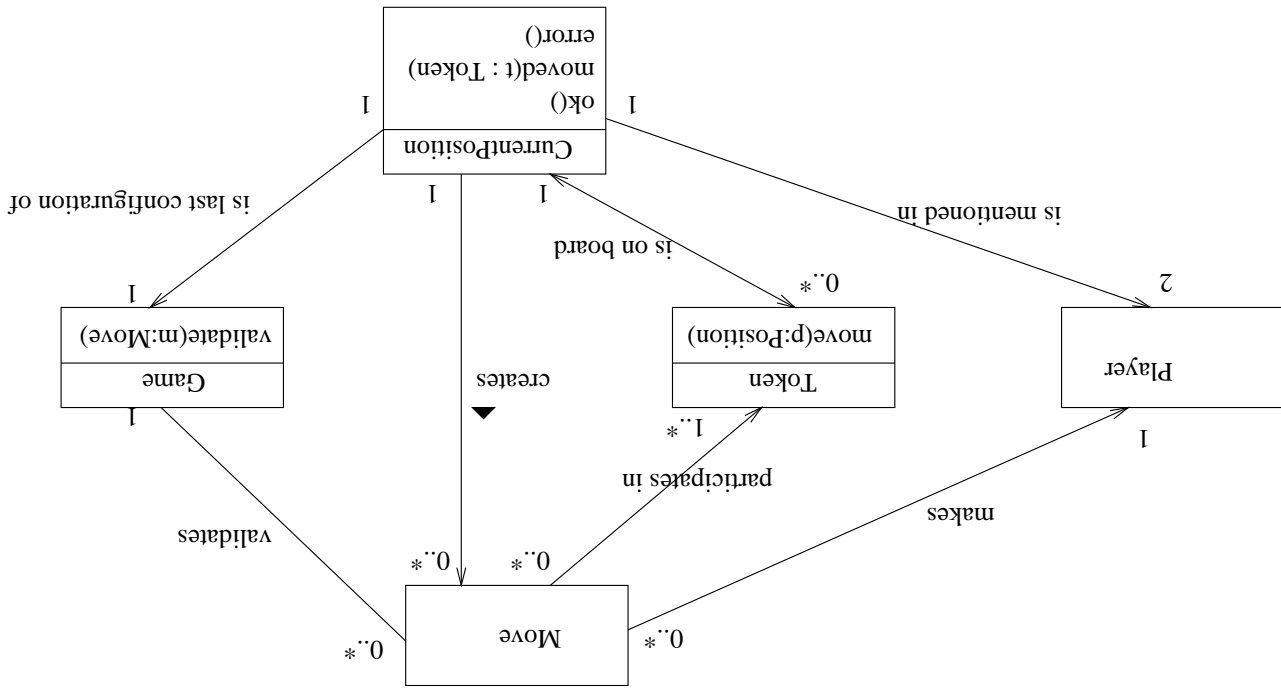 0..*
Move
0..*
0..*
0..*
validates
makes
participates in
1
1..*
1
Player
Token
Game
creates
move(p:Position)
validate(m:Move)
2
0..*
1
is mentioned in
is on board
is last configuration of
1
1
CurrentPosition
1
1
ok()
moved(t : Token)
error()